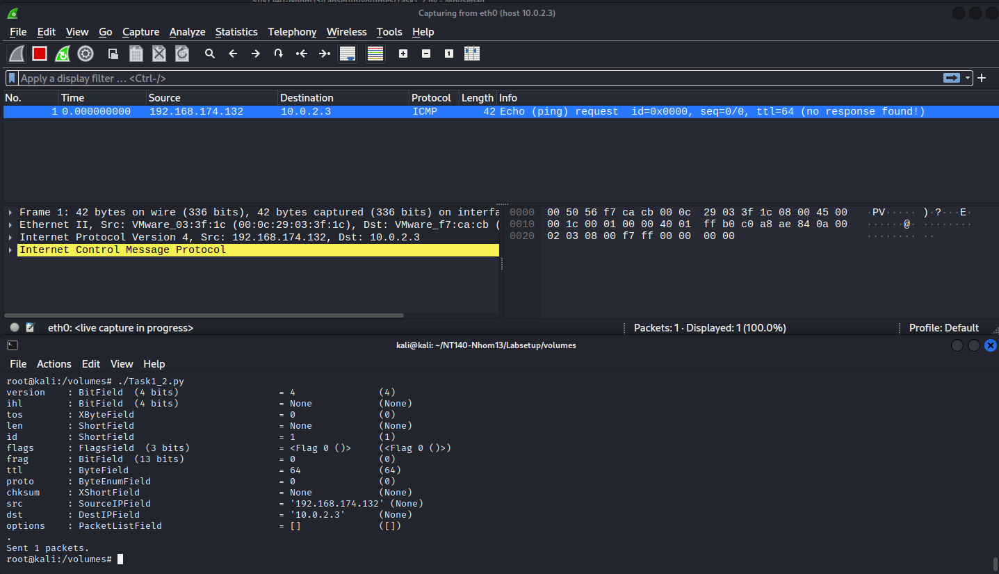 Capturing from eth0 (host 10.0.2.3)
File Edit View Go Capture Analyze Statistics Telephony Wireless Tools Help
Apply a display filter … <Ctrl-/>
No. Time Source Destination Protocol Length Info
1 0.000000000 192.168.174.132 10.0.2.3 ICMP 42 Echo (ping) request id=0x0000, seq=0/0, ttl=64 (no response found!)
Frame 1: 42 bytes on wire (336 bits), 42 bytes captured (336 bits) on interfa
Ethernet II, Src: VMware_03:3f:1c (00:0c:29:03:3f:1c), Dst: VMware_f7:ca:cb (
Internet Protocol Version 4, Src: 192.168.174.132, Dst: 10.0.2.3
Internet Control Message Protocol
0000 00 50 56 f7 ca cb 00 0c 29 03 3f 1c 08 00 45 00 ·PV····· )·?···E·
0010 00 1c 00 01 00 00 40 01 ff b0 c0 a8 ae 84 0a 00 ······@· ········
0020 02 03 08 00 f7 ff 00 00 00 00 ········ ··
eth0: <live capture in progress>
Packets: 1 · Displayed: 1 (100.0%)
Profile: Default
kali@kali: ~/NT140-Nhom13/Labsetup/volumes
File Actions Edit View Help
root@kali:/volumes# ./Task1_2.py
version : BitField (4 bits) = 4 (4)
ihl : BitField (4 bits) = None (None)
tos : XByteField = 0 (0)
len : ShortField = None (None)
id : ShortField = 1 (1)
flags : FlagsField (3 bits) = <Flag 0 ()> (<Flag 0 ()>)
frag : BitField (13 bits) = 0 (0)
ttl : ByteField = 64 (64)
proto : ByteEnumField = 0 (0)
chksum : XShortField = None (None)
src : SourceIPField = '192.168.174.132' (None)
dst : DestIPField = '10.0.2.3' (None)
options : PacketListField = [] ([])
.
Sent 1 packets.
root@kali:/volumes#